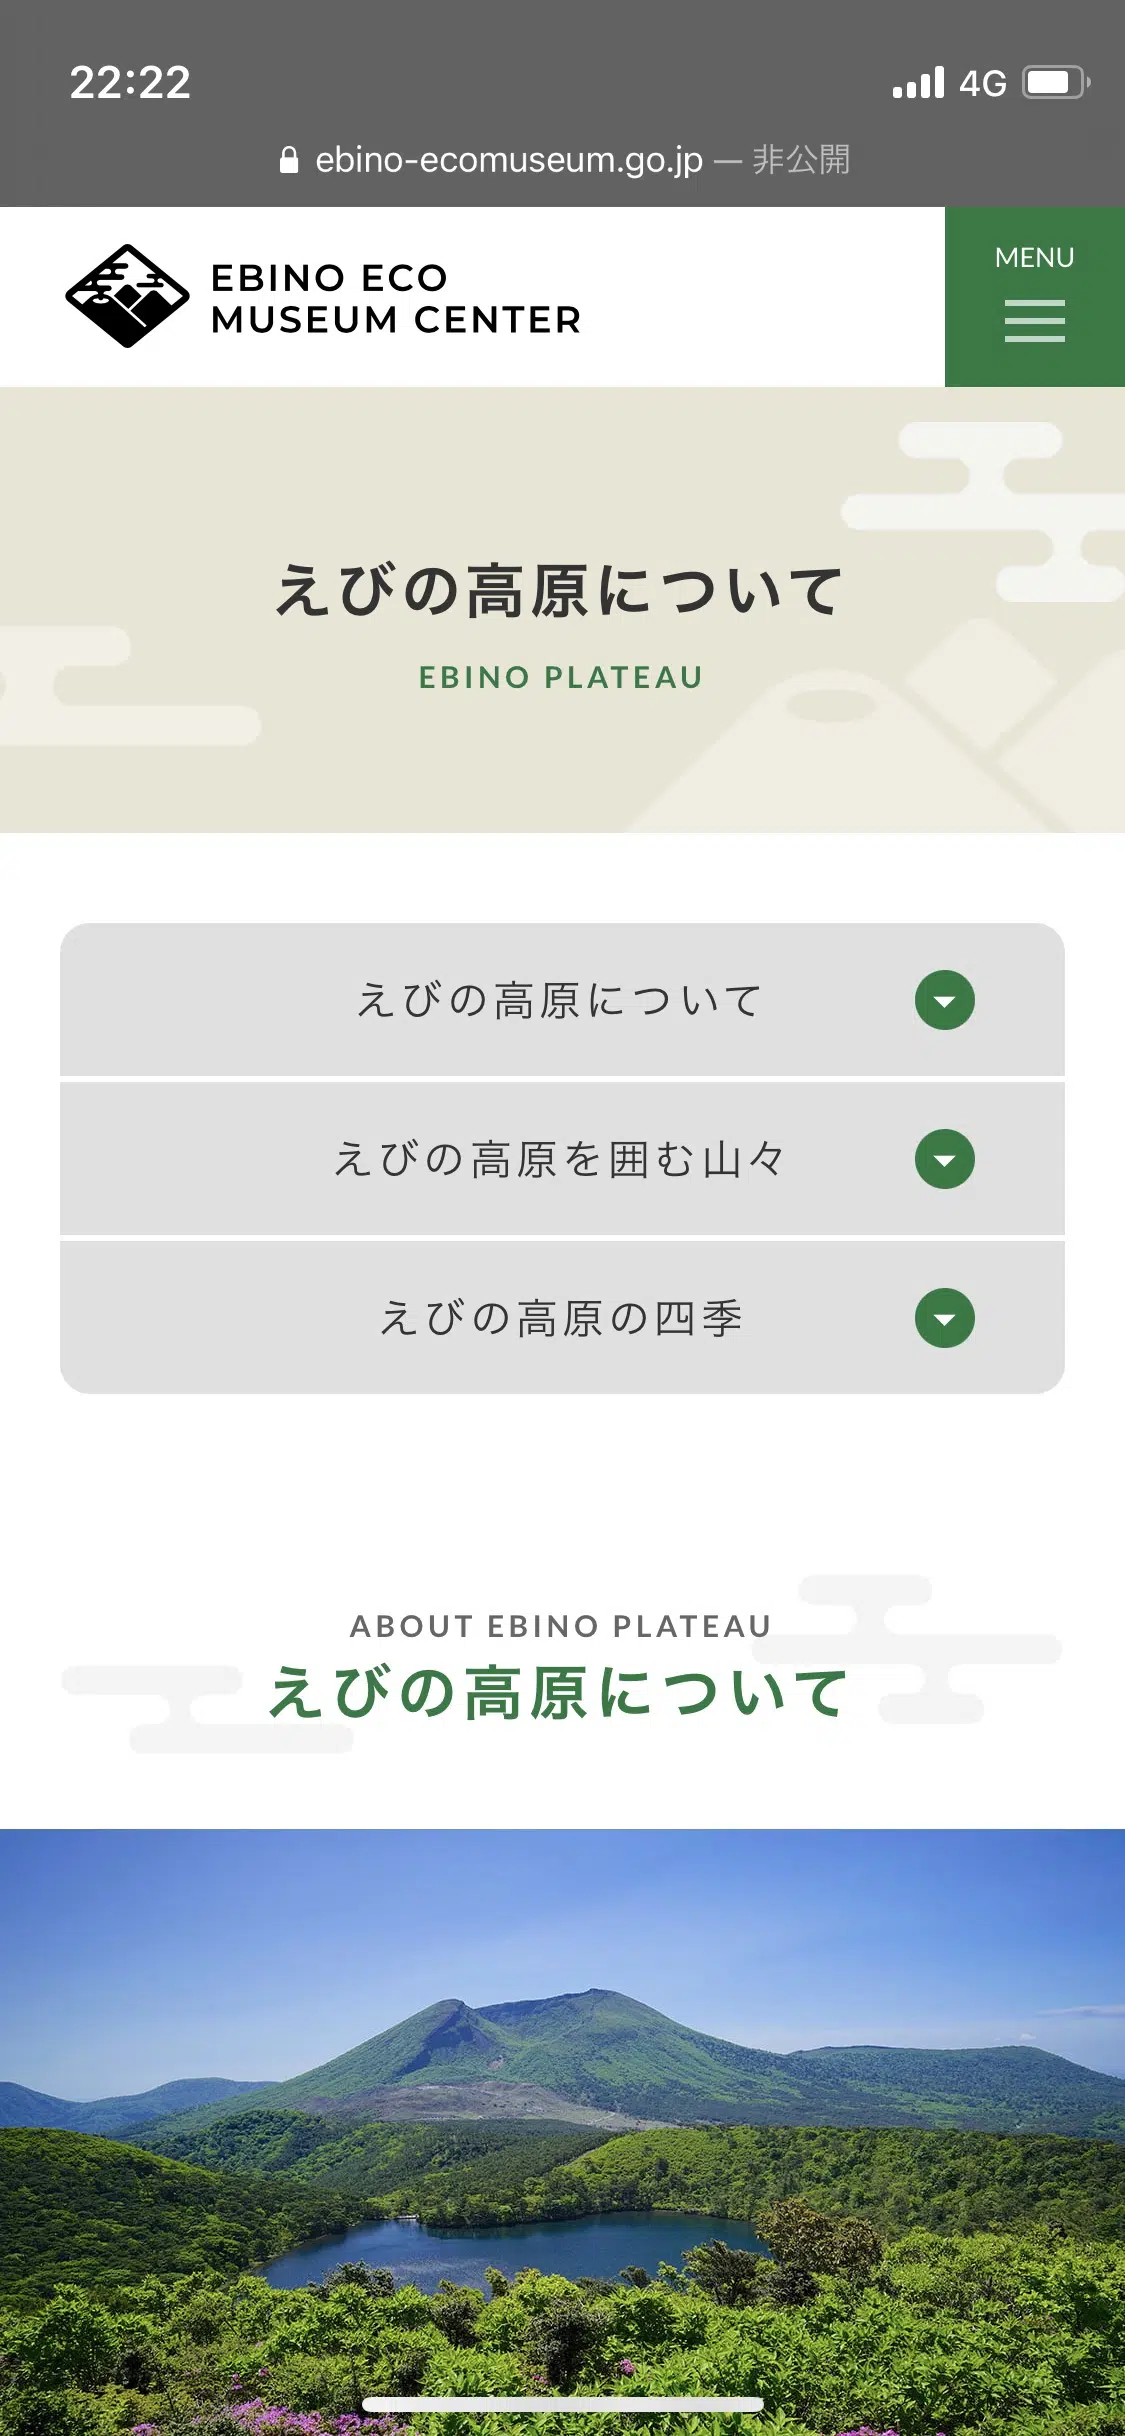 22:22
4G
ebino-ecomuseum.go.jp — 非公開
EBINO ECO
MUSEUM CENTER
MENU
えびの高原について
EBINO PLATEAU
えびの高原について
えびの高原を囲む山々
えびの高原の四季
ABOUT EBINO PLATEAU
えびの高原について